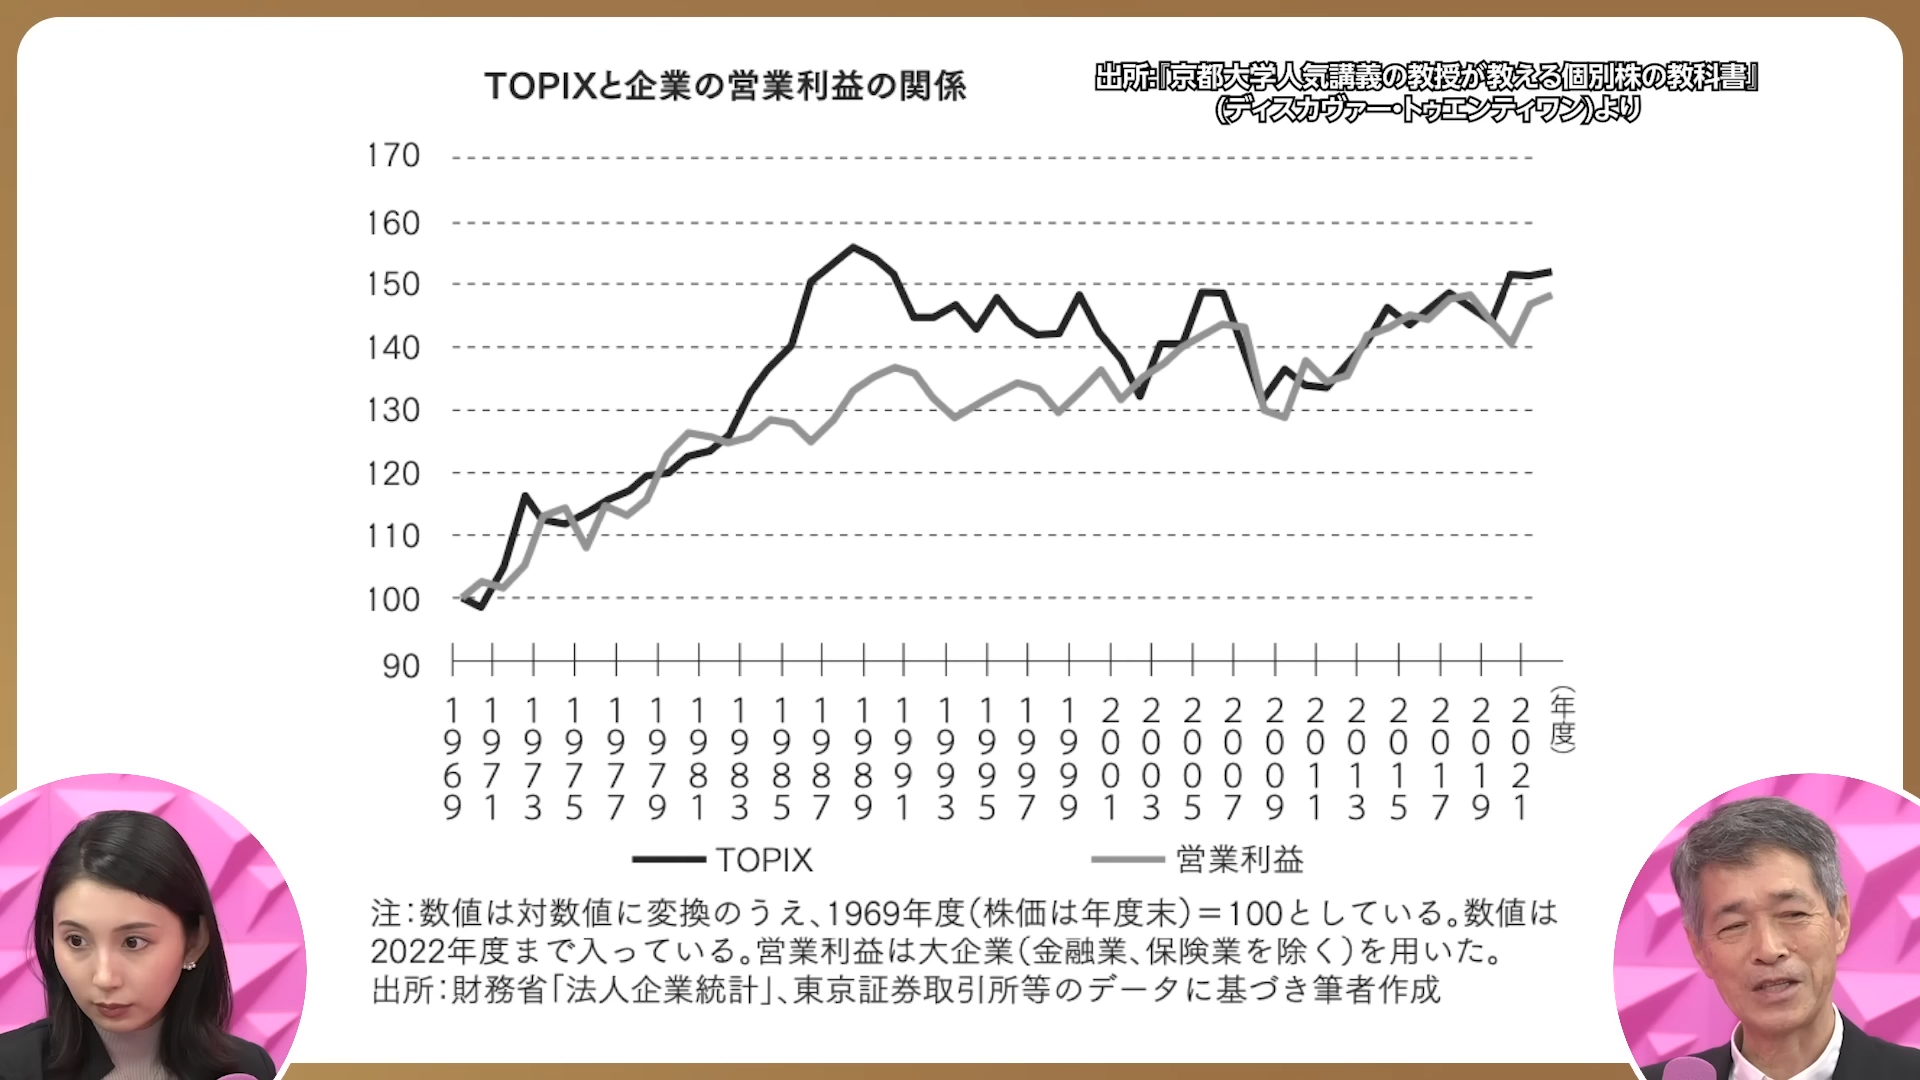 TOPIXと企業の営業利益の関係
出所:『京都大学人気講義の教授が教える個別株の教科書』
(ディスカヴァー・トゥエンティワン)より
170
160
150
140
130
120
110
100
90
1969 1971 1973 1975 1977 1979 1981 1983 1985 1987 1989 1991 1993 1995 1997 1999 2001 2003 2005 2007 2009 2011 2013 2015 2017 2019 2021 (年度)
TOPIX 営業利益
注:数値は対数値に変換のうえ、1969年度(株価は年度末)=100としている。数値は
2022年度まで入っている。営業利益は大企業(金融業、保険業を除く)を用いた。
出所:財務省「法人企業統計」、東京証券取引所等のデータに基づき筆者作成